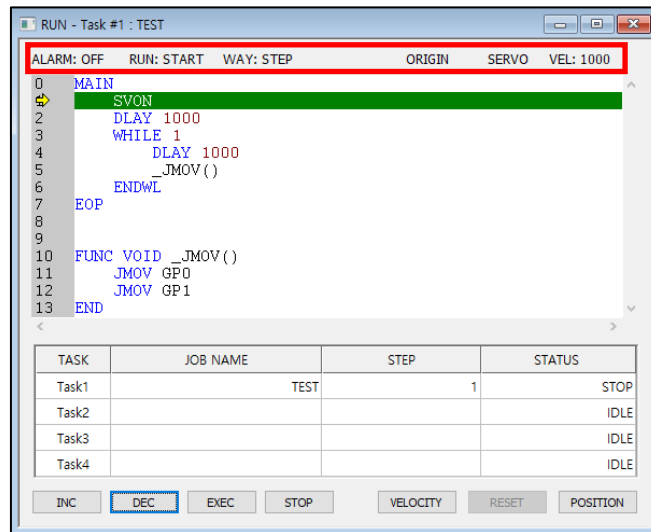 RUN - Task #1 : TEST
ALARM: OFF RUN: START WAY: STEP ORIGIN SERVO VEL: 1000
0 MAIN
SVON
2 DLAY 1000
3 WHILE 1
4 DLAY 1000
5 _JMOV()
6 ENDWL
7 EOP
8
9
10 FUNC VOID _JMOV()
11 JMOV GP0
12 JMOV GP1
13 END
TASK JOB NAME STEP STATUS
Task1 TEST 1 STOP
Task2 IDLE
Task3 IDLE
Task4 IDLE
INC DEC EXEC STOP VELOCITY RESET POSITION